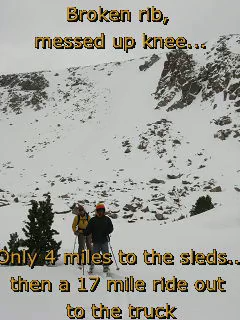 Broken rib,
messed up knee...
Only 4 miles to the sleds..
then a 17 mile ride out
to the truck